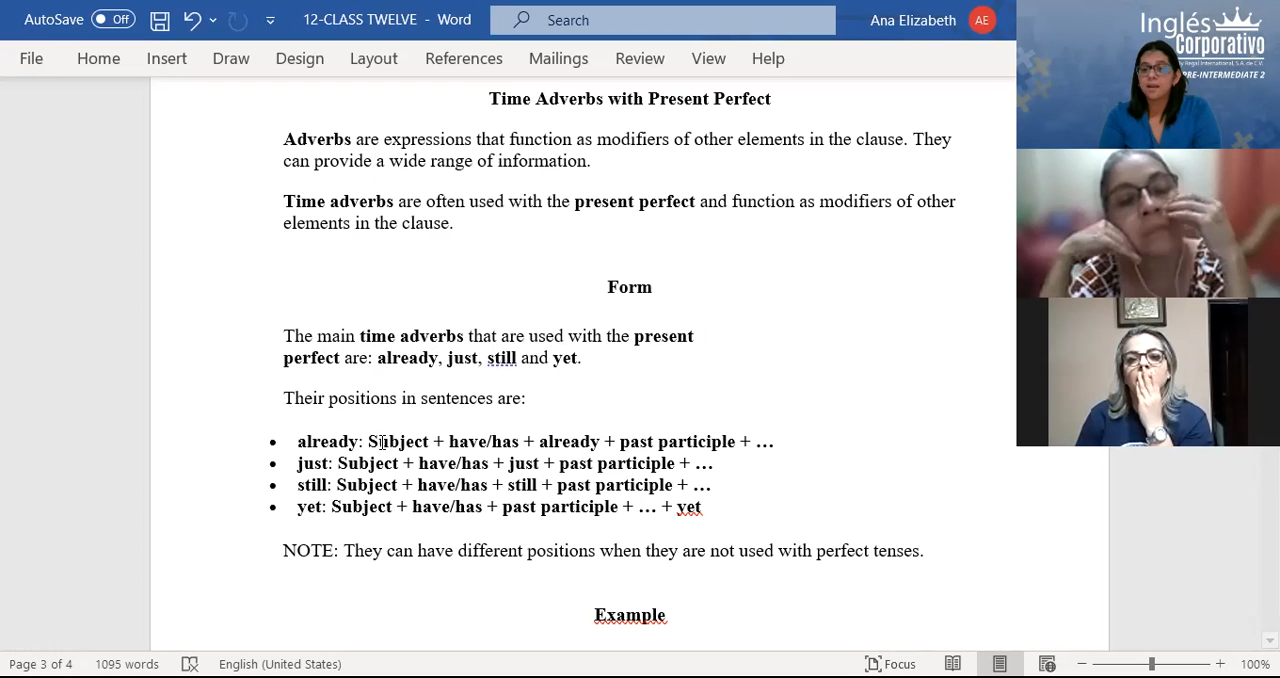 AutoSave Off 12-CLASS TWELVE - Word Search Ana Elizabeth AE
File Home Insert Draw Design Layout References Mailings Review View Help
Inglés
Corporativo
PRE-INTERMEDIATE 2
Time Adverbs with Present Perfect
Adverbs are expressions that function as modifiers of other elements in the clause. They
can provide a wide range of information.
Time adverbs are often used with the present perfect and function as modifiers of other
elements in the clause.
Form
The main time adverbs that are used with the present
perfect are: already, just, still and yet.
Their positions in sentences are:
• already: Subject + have/has + already + past participle + …
• just: Subject + have/has + just + past participle + …
• still: Subject + have/has + still + past participle + …
• yet: Subject + have/has + past participle + … + yet
NOTE: They can have different positions when they are not used with perfect tenses.
Example
Page 3 of 4 1095 words English (United States) Focus 100%